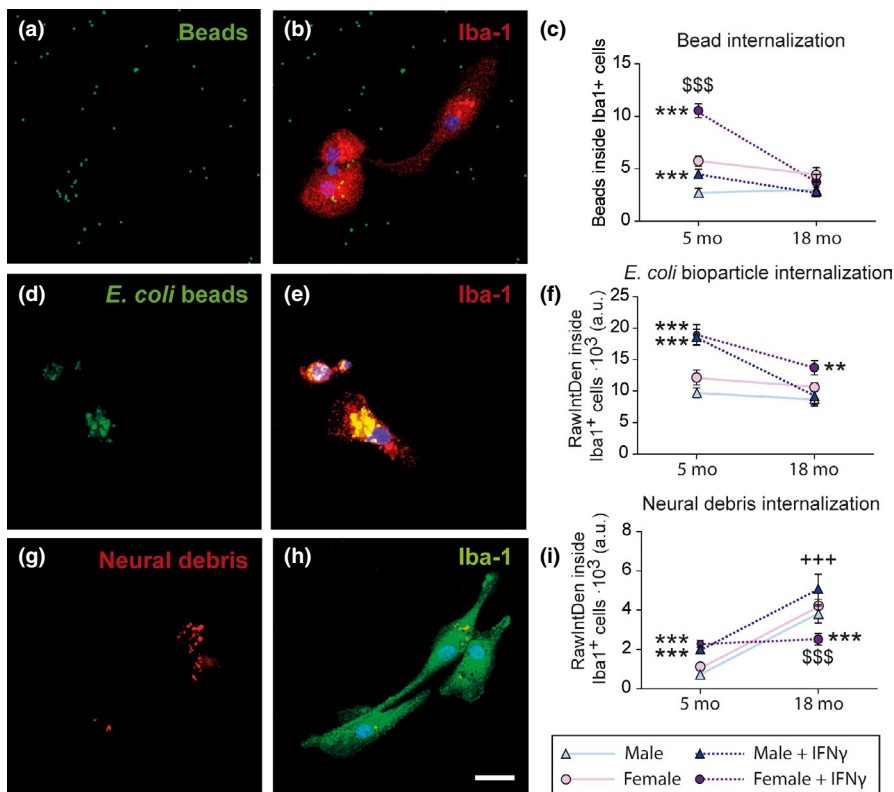 (a) Beads
(b) Iba-1
(c) Bead internalization
Beads inside Iba1+ cells
15
10
5
0
$$$
***
***
5 mo
18 mo
(d) E. coli beads
(e) Iba-1
(f) E. coli bioparticle internalization
RawIntDen inside
Iba1⁺ cells · 10³ (a.u.)
25
20
15
10
5
0
***
***
**
5 mo
18 mo
(g) Neural debris
(h) Iba-1
(i) Neural debris internalization
RawIntDen inside
Iba1⁺ cells · 10³ (a.u.)
8
6
4
2
0
+++
***
***
***
$$$
5 mo
18 mo
Male
Male + IFNγ
Female
Female + IFNγ